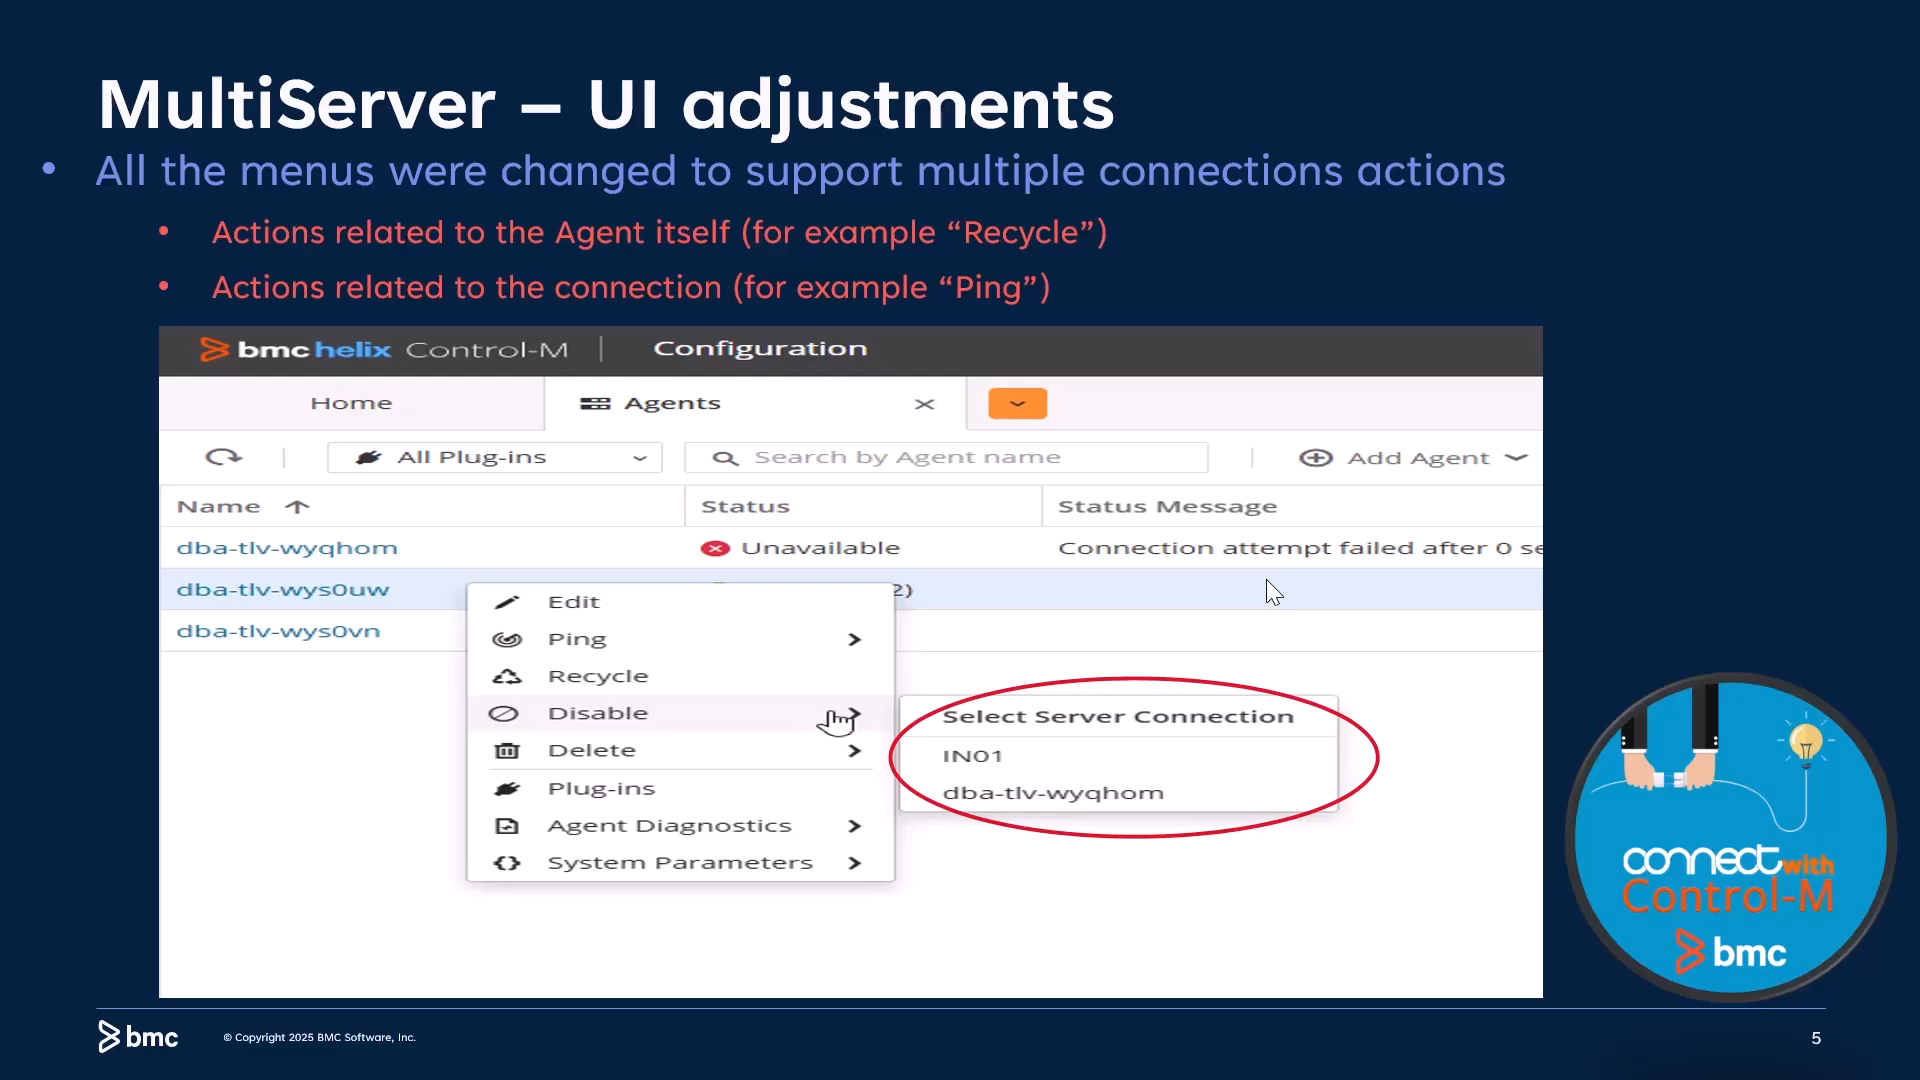 MultiServer – UI adjustments
• All the menus were changed to support multiple connections actions
• Actions related to the Agent itself (for example “Recycle”)
• Actions related to the connection (for example “Ping”)
bmc helix Control-M | Configuration
Home Agents
All Plug-ins Search by Agent name Add Agent
Name Status Status Message
dba-tlv-wyqhom Unavailable Connection attempt failed after 0 se
dba-tlv-wys0uw 2)
dba-tlv-wys0vn
Edit
Ping
Recycle
Disable
Delete
Plug-ins
Agent Diagnostics
System Parameters
Select Server Connection
IN01
dba-tlv-wyqhom
connect with
Control-M
bmc
bmc © Copyright 2025 BMC Software, Inc. 5